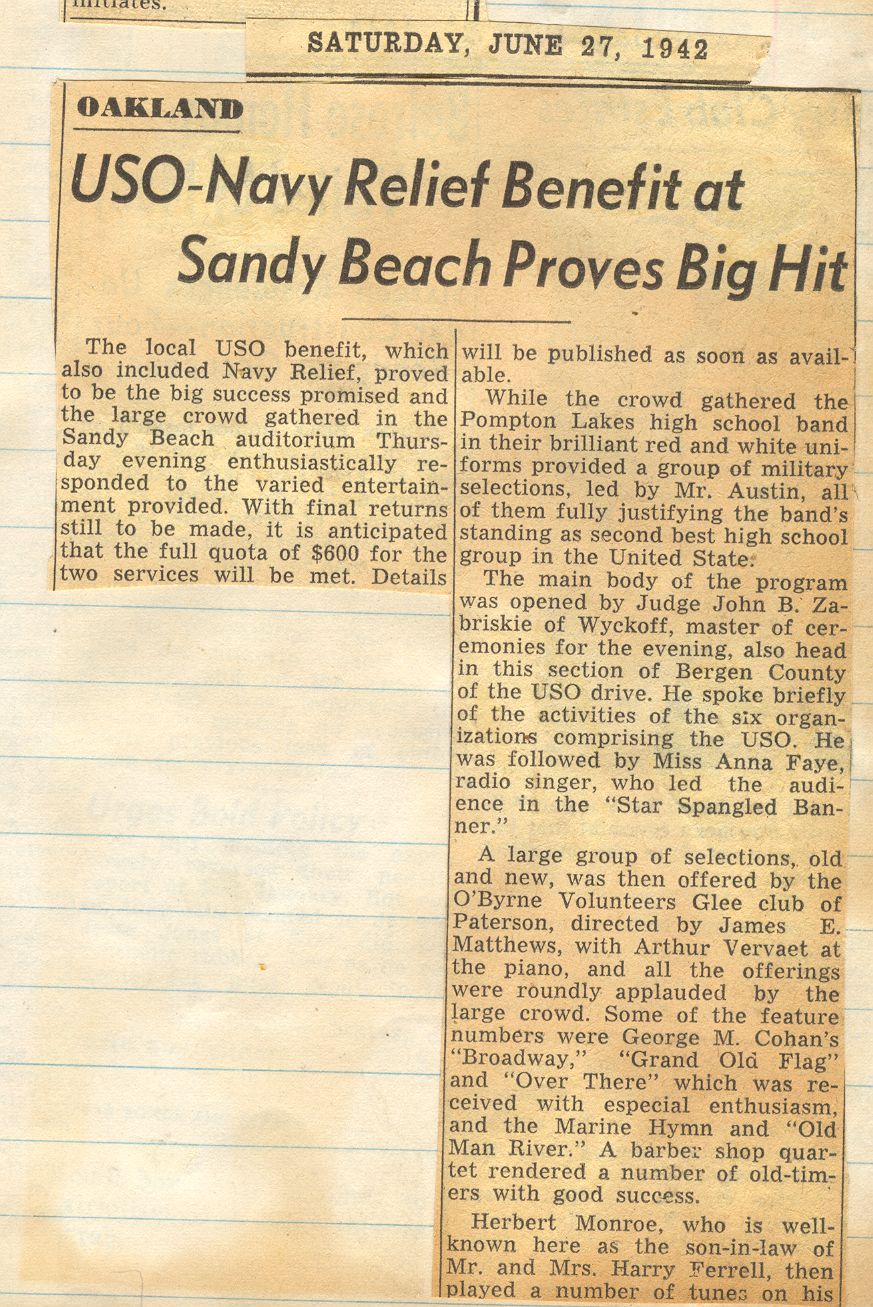 initiates.
SATURDAY, JUNE 27, 1942
OAKLAND
USO-Navy Relief Benefit at
Sandy Beach Proves Big Hit
The local USO benefit, which
also included Navy Relief, proved
to be the big success promised and
the large crowd gathered in the
Sandy Beach auditorium Thurs-
day evening enthusiastically re-
sponded to the varied entertain-
ment provided. With final returns
still to be made, it is anticipated
that the full quota of $600 for the
two services will be met. Details
will be published as soon as avail-
able.
While the crowd gathered the
Pompton Lakes high school band
in their brilliant red and white uni-
forms provided a group of military
selections, led by Mr. Austin, all
of them fully justifying the band's
standing as second best high school
group in the United State.
The main body of the program
was opened by Judge John B. Za-
briskie of Wyckoff, master of cer-
emonies for the evening, also head
in this section of Bergen County
of the USO drive. He spoke briefly
of the activities of the six organ-
izations comprising the USO. He
was followed by Miss Anna Faye,
radio singer, who led the audi-
ence in the "Star Spangled Ban-
ner."
A large group of selections, old
and new, was then offered by the
O'Byrne Volunteers Glee club of
Paterson, directed by James E.
Matthews, with Arthur Vervaet at
the piano, and all the offerings
were roundly applauded by the
large crowd. Some of the feature
numbers were George M. Cohan's
"Broadway," "Grand Old Flag"
and "Over There" which was re-
ceived with especial enthusiasm,
and the Marine Hymn and "Old
Man River." A barber shop quar-
tet rendered a number of old-tim-
ers with good success.
Herbert Monroe, who is well-
known here as the son-in-law of
Mr. and Mrs. Harry Ferrell, then
played a number of tunes on his